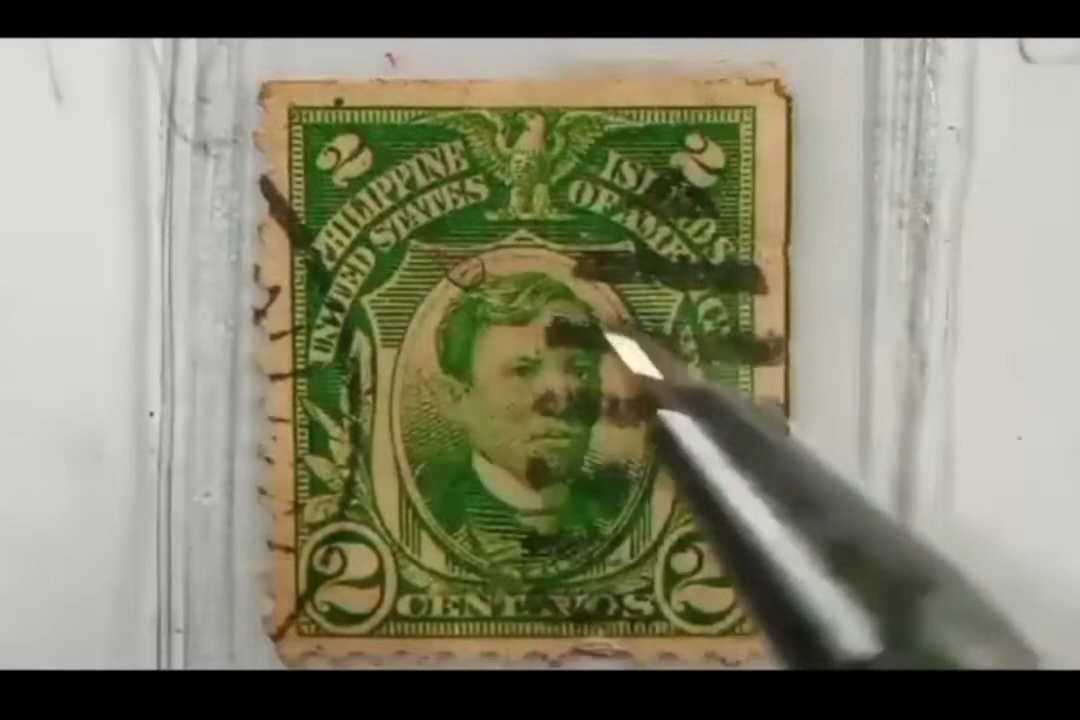 2 2
PHILIPPINE ISLANDS
UNITED STATES OF AMERICA
2 CENTAVOS 2